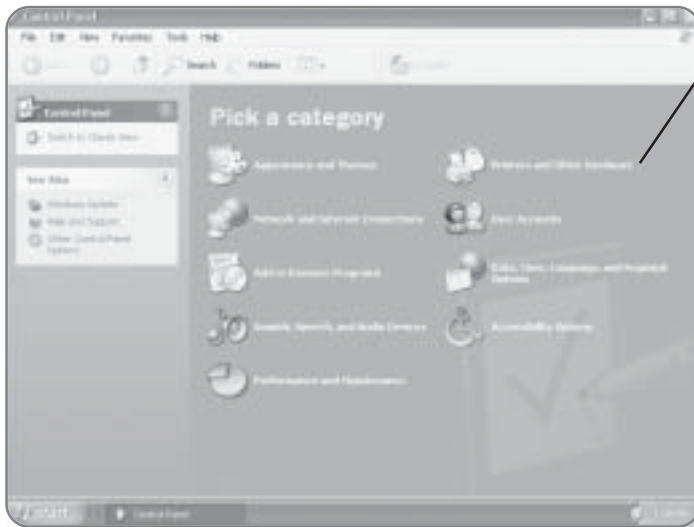 Control Panel
File Edit View Favorites Tools Help
Search Folders
Control Panel
Switch to Classic View
See Also
Windows Update
Help and Support
Other Control Panel
Options
Pick a category
Appearance and Themes
Printers and Other Hardware
Network and Internet Connections
User Accounts
Add or Remove Programs
Date, Time, Language, and Regional
Options
Sounds, Speech, and Audio Devices
Accessibility Options
Performance and Maintenance
start
Control Panel